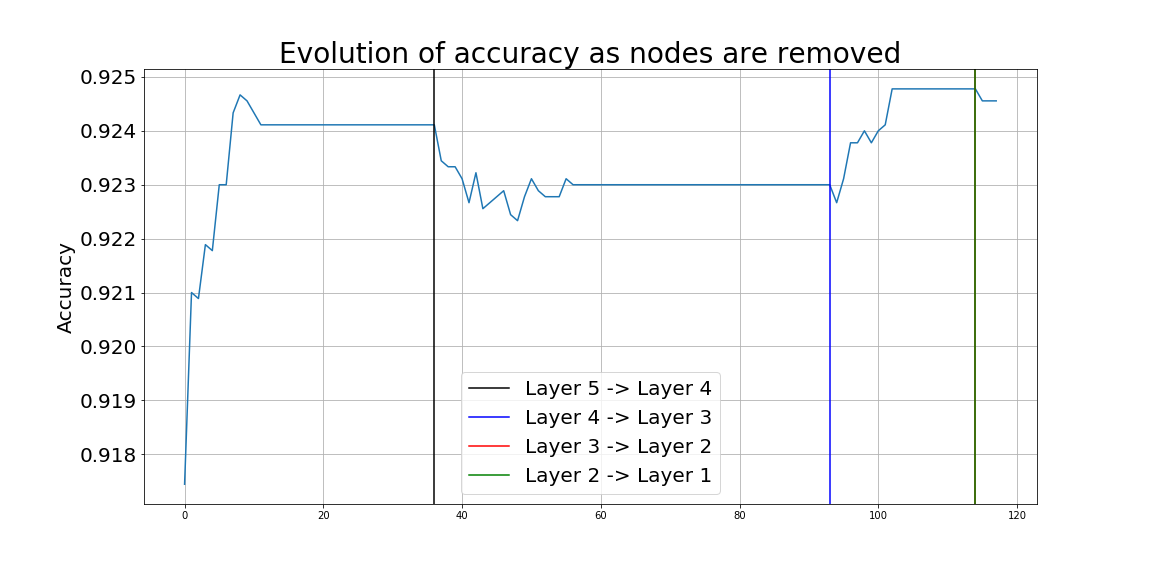 Evolution of accuracy as nodes are removed
Accuracy
0.925
0.924
0.923
0.922
0.921
0.920
0.919
0.918
Layer 5 -> Layer 4
Layer 4 -> Layer 3
Layer 3 -> Layer 2
Layer 2 -> Layer 1
0 20 40 60 80 100 120